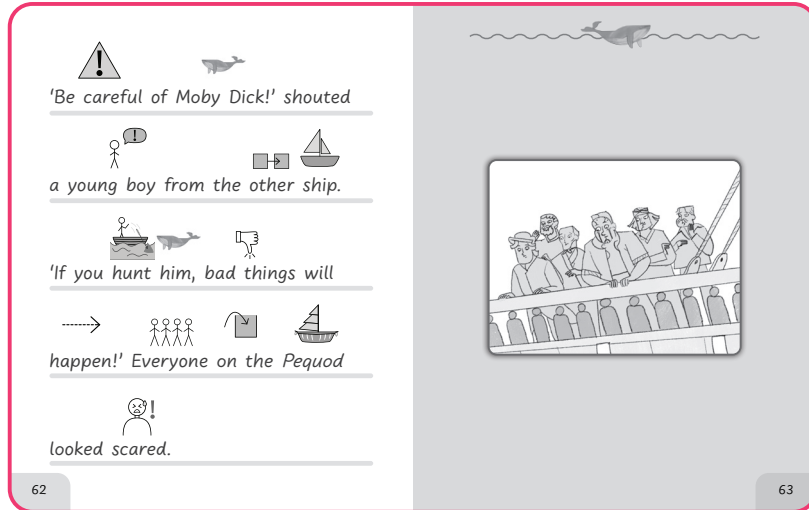 ‘Be careful of Moby Dick!’ shouted
a young boy from the other ship.
‘If you hunt him, bad things will
happen!’ Everyone on the Pequod
looked scared.
62
63